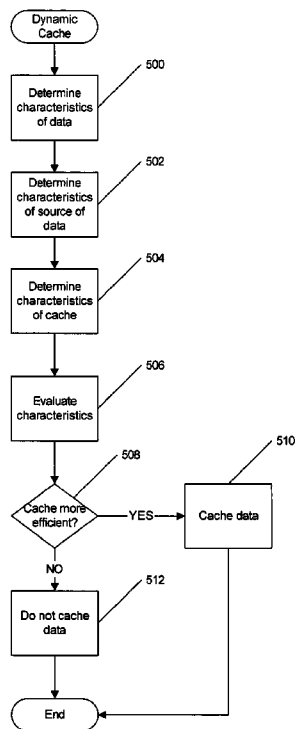 Dynamic
Cache
500
Determine
characteristics
of data
502
Determine
characteristics
of source of
data
504
Determine
characteristics
of cache
506
Evaluate
characteristics
508
Cache more
efficient?
YES
510
Cache data
NO
512
Do not cache
data
End